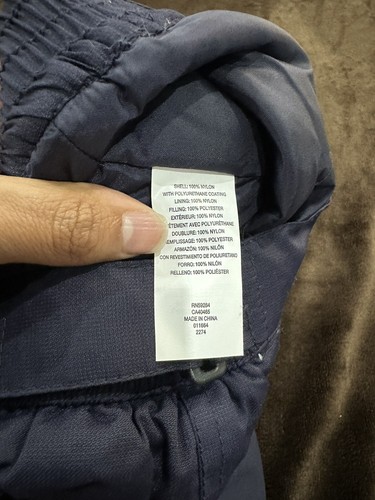 SHELL: 100% NYLON
WITH POLYURETHANE COATING
LINING: 100% NYLON
FILLING: 100% POLYESTER
EXTÉRIEUR: 100% NYLON
AVEC POLYURÉTHANE
DOUBLURE: 100% NYLON
100% POLYESTER
ARMAZÓN: 100% NILÓN
CON REVESTIMIENTO DE POLIURETANO
FORRO: 100% NILÓN
RELLENO: 100% POLIÉSTER
RN59284
CA40465
MADE IN CHINA
011664
2274